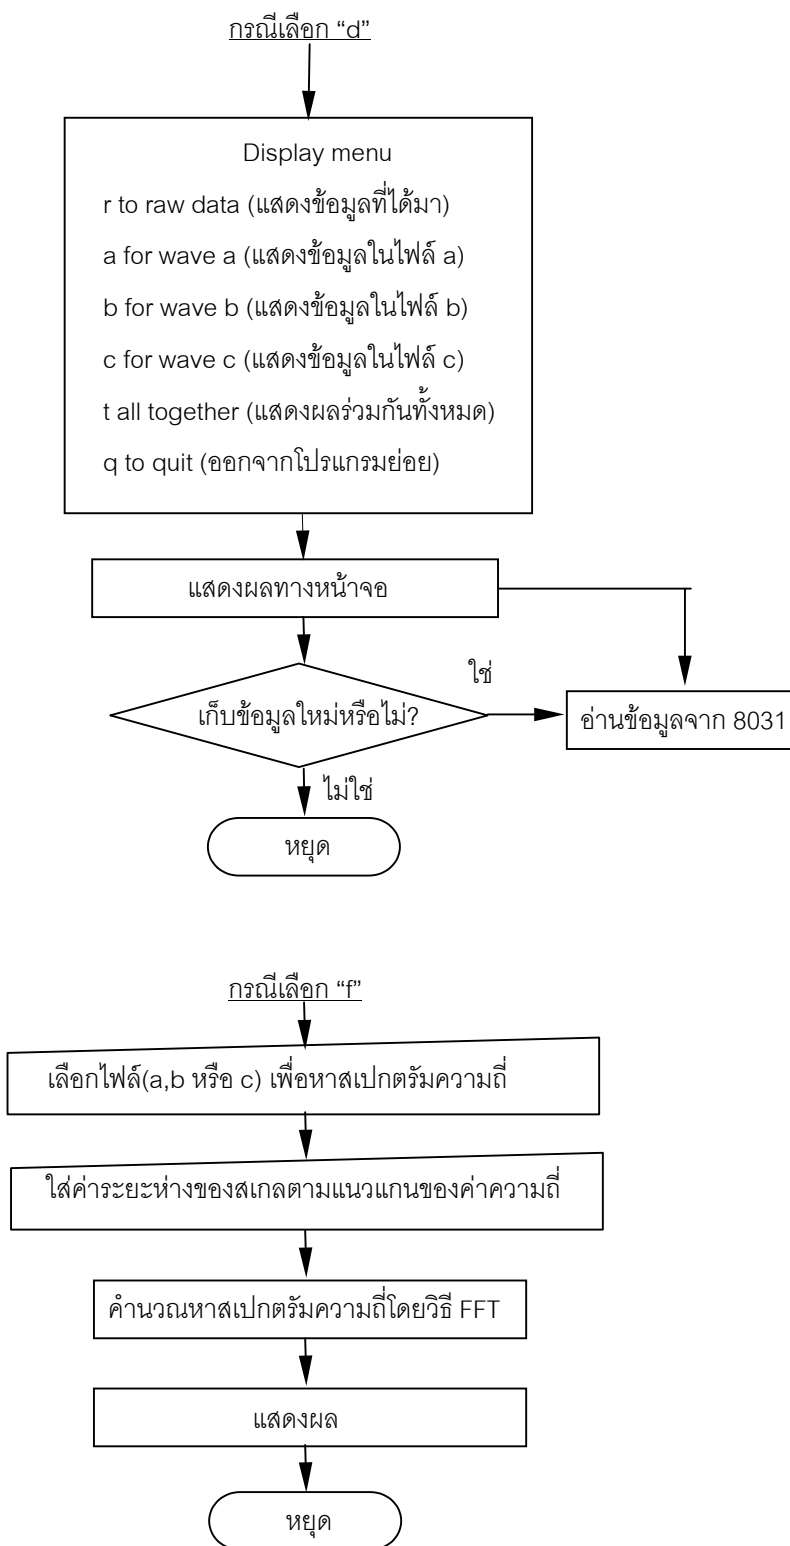 กรณีเลือก “d”
Display menu
r to raw data (แสดงข้อมูลที่ได้มา)
a for wave a (แสดงข้อมูลในไฟล์ a)
b for wave b (แสดงข้อมูลในไฟล์ b)
c for wave c (แสดงข้อมูลในไฟล์ c)
t all together (แสดงผลร่วมกันทั้งหมด)
q to quit (ออกจากโปรแกรมย่อย)
แสดงผลทางหน้าจอ
ใช่
เก็บข้อมูลใหม่หรือไม่?
อ่านข้อมูลจาก 8031
ไม่ใช่
หยุด
กรณีเลือก “f”
เลือกไฟล์(a,b หรือ c) เพื่อหาสเปกตรัมความถี่
ใส่ค่าระยะห่างของสเกลตามแนวแกนของค่าความถี่
คำนวณหาสเปกตรัมความถี่โดยวิธี FFT
แสดงผล
หยุด